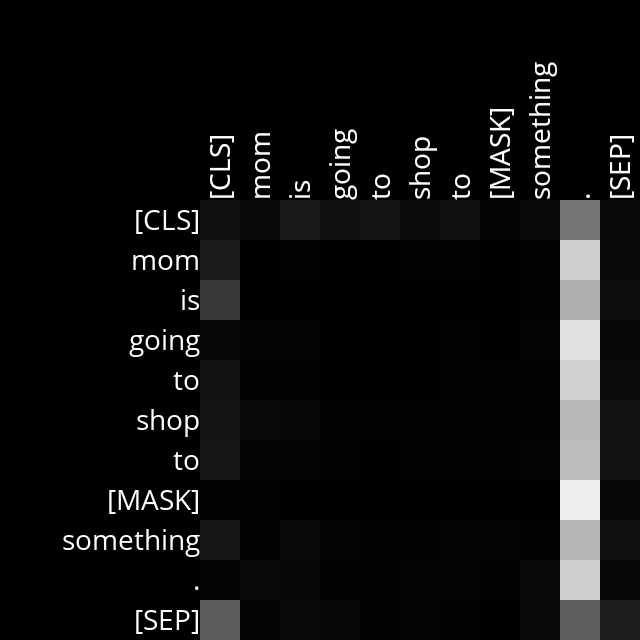 [CLS]
mom
is
going
to
shop
to
[MASK]
something
.
[SEP]
[CLS]
mom
is
going
to
shop
to
[MASK]
something
.
[SEP]